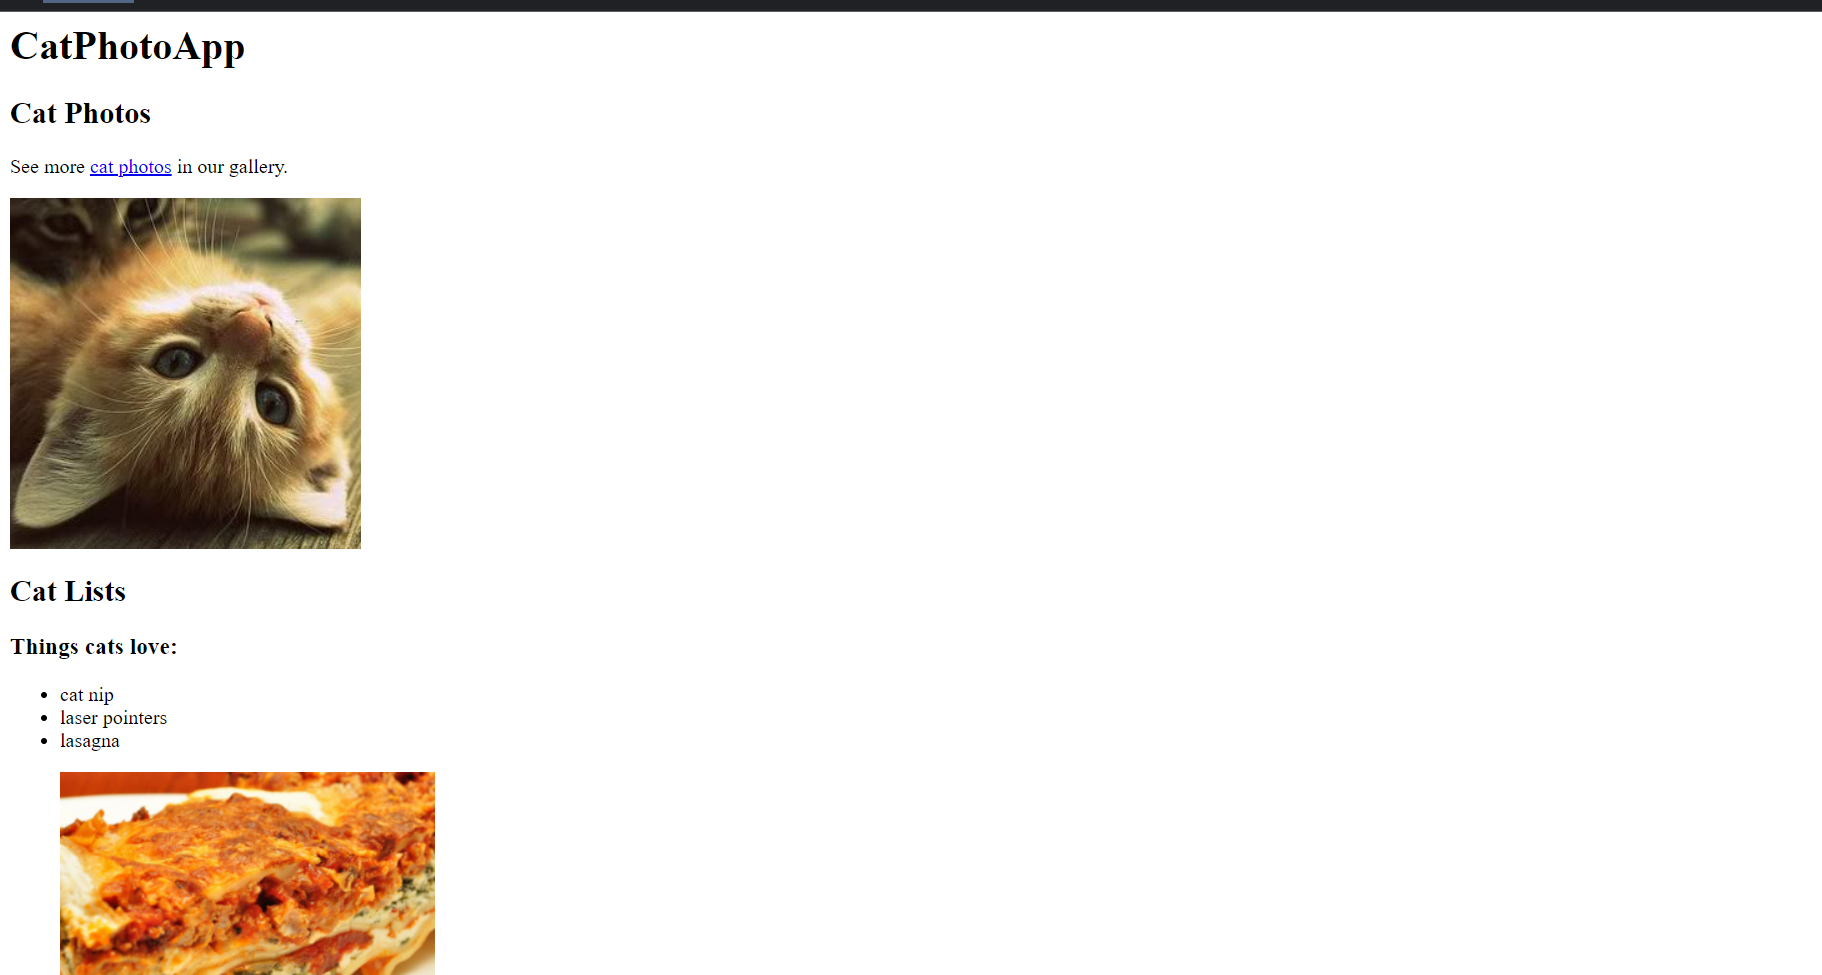 CatPhotoApp
Cat Photos
See more cat photos in our gallery.
Cat Lists
Things cats love:
cat nip
laser pointers
lasagna